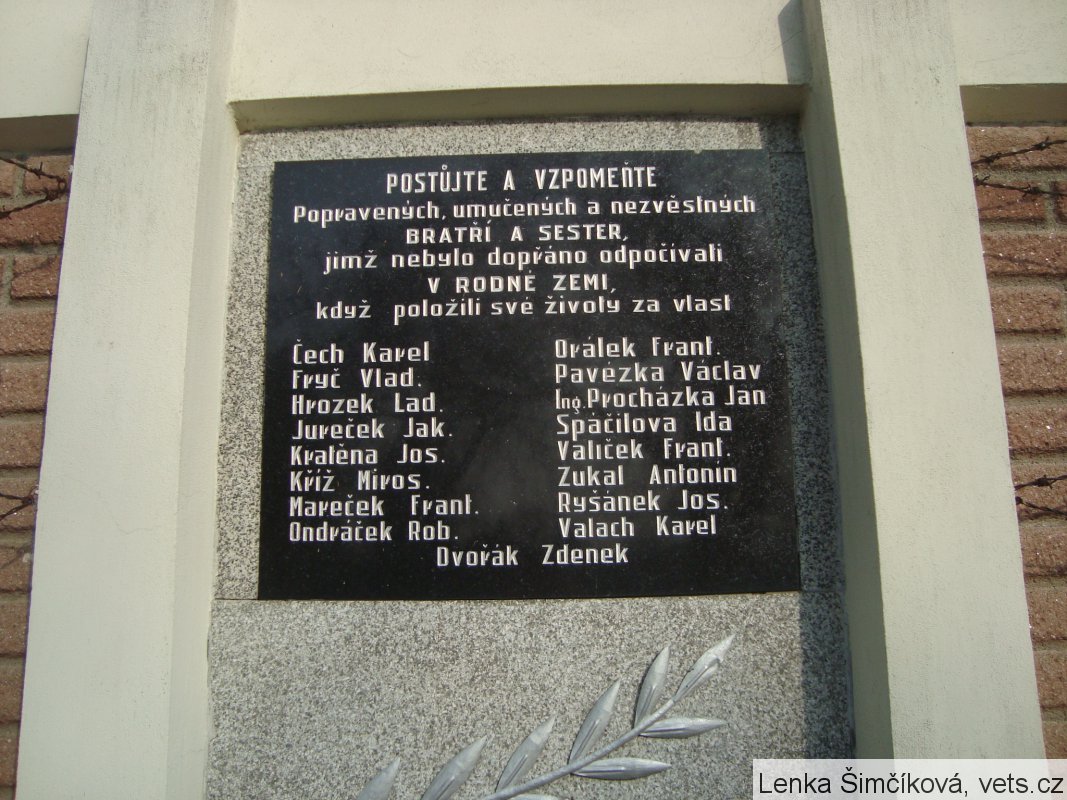 POSTŮJTE A VZPOMEŇTE
Popravených, umučených a nezvěstných
BRATŘÍ A SESTER,
jimž nebylo dopřáno odpočívati
V RODNÉ ZEMI,
když položili své životy za vlast
Čech Karel
Fryč Vlad.
Hrozek Lad.
Jureček Jak.
Kratěna Jos.
Kříž Miros.
Mareček Frant.
Ondráček Rob.
Orálek Frant.
Pavézka Václav
Ing. Procházka Jan
Spáčilova Ida
Valíček Frant.
Zukal Antonín
Ryšánek Jos.
Valach Karel
Dvořák Zdenek
Lenka Šimčíková, vets.cz